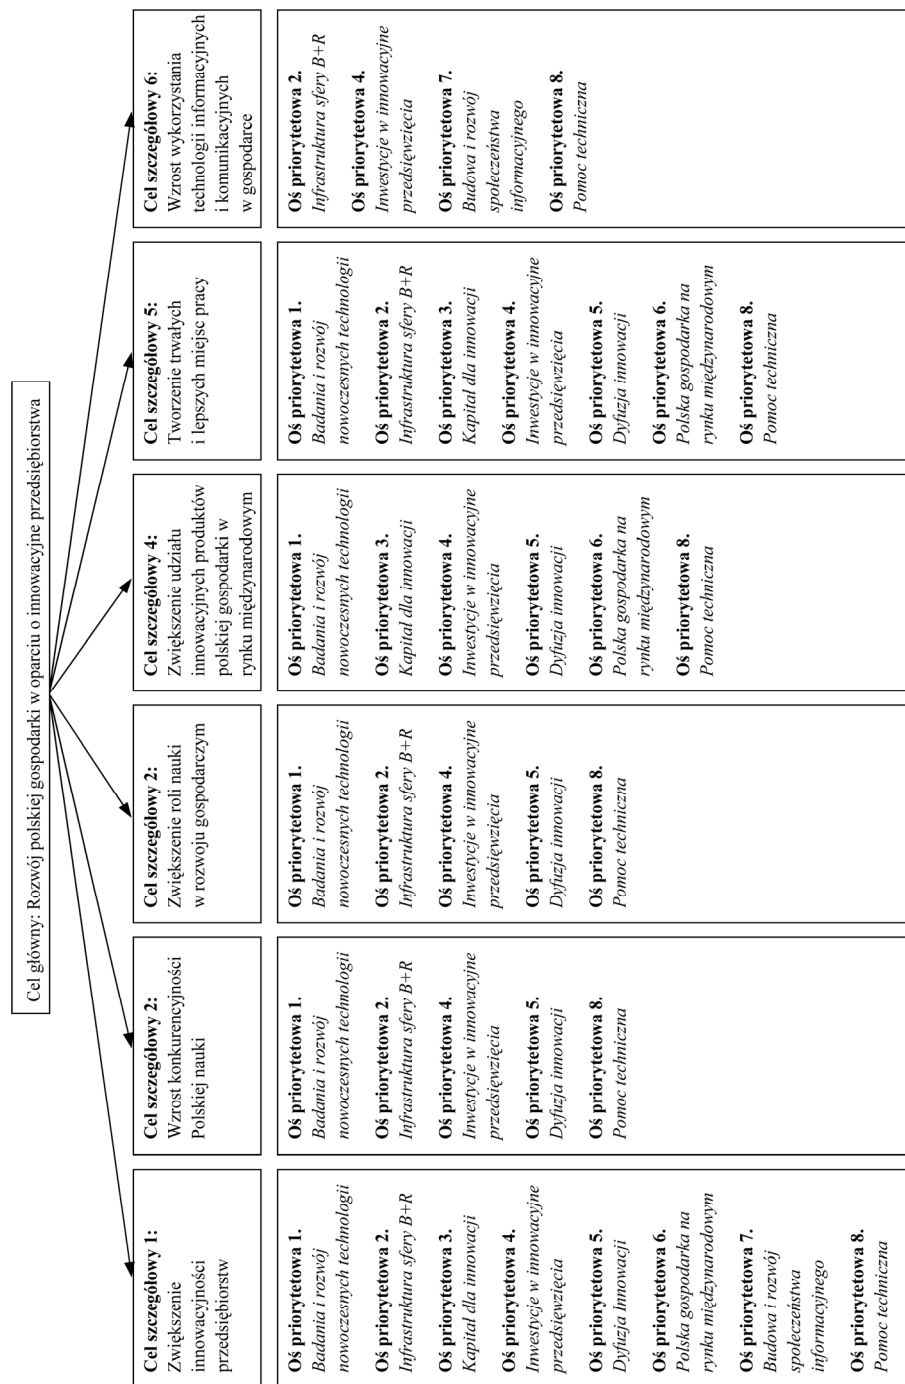 Cel główny: Rozwój polskiej gospodarki w oparciu o innowacyjne przedsiębiorstwa
Cel szczegółowy 1:
Zwiększenie
innowacyjności
przedsiębiorstw
Oś priorytetowa 1.
Badania i rozwój
nowoczesnych technologii
Oś priorytetowa 2.
Infrastruktura sfery B+R
Oś priorytetowa 3.
Kapitał dla innowacji
Oś priorytetowa 4.
Inwestycje w innowacyjne
przedsięwzięcia
Oś priorytetowa 5.
Dyfuzja Innowacji
Oś priorytetowa 6.
Polska gospodarka na
rynku międzynarodowym
Oś priorytetowa 7.
Budowa i rozwój
społeczeństwa
informacyjnego
Oś priorytetowa 8.
Pomoc techniczna
Cel szczegółowy 2:
Wzrost konkurencyjności
Polskiej nauki
Oś priorytetowa 1.
Badania i rozwój
nowoczesnych technologii
Oś priorytetowa 2.
Infrastruktura sfery B+R
Oś priorytetowa 4.
Inwestycje w innowacyjne
przedsięwzięcia
Oś priorytetowa 5.
Dyfuzja innowacji
Oś priorytetowa 8.
Pomoc techniczna
Cel szczegółowy 2:
Zwiększenie roli nauki
w rozwoju gospodarczym
Oś priorytetowa 1.
Badania i rozwój
nowoczesnych technologii
Oś priorytetowa 2.
Infrastruktura sfery B+R
Oś priorytetowa 4.
Inwestycje w innowacyjne
przedsięwzięcia
Oś priorytetowa 5.
Dyfuzja innowacji
Oś priorytetowa 8.
Pomoc techniczna
Cel szczegółowy 4:
Zwiększenie udziału
innowacyjnych produktów
polskiej gospodarki w
rynku międzynarodowym
Oś priorytetowa 1.
Badania i rozwój
nowoczesnych technologii
Oś priorytetowa 3.
Kapitał dla innowacji
Oś priorytetowa 4.
Inwestycje w innowacyjne
przedsięwzięcia
Oś priorytetowa 5.
Dyfuzja innowacji
Oś priorytetowa 6.
Polska gospodarka na
rynku międzynarodowym
Oś priorytetowa 8.
Pomoc techniczna
Cel szczegółowy 5:
Tworzenie trwałych
i lepszych miejsc pracy
Oś priorytetowa 1.
Badania i rozwój
nowoczesnych technologii
Oś priorytetowa 2.
Infrastruktura sfery B+R
Oś priorytetowa 3.
Kapitał dla innowacji
Oś priorytetowa 4.
Inwestycje w innowacyjne
przedsięwzięcia
Oś priorytetowa 5.
Dyfuzja innowacji
Oś priorytetowa 6.
Polska gospodarka na
rynku międzynarodowym
Oś priorytetowa 8.
Pomoc techniczna
Cel szczegółowy 6:
Wzrost wykorzystania
technologii informacyjnych
i komunikacyjnych
w gospodarce
Oś priorytetowa 2.
Infrastruktura sfery B+R
Oś priorytetowa 4.
Inwestycje w innowacyjne
przedsięwzięcia
Oś priorytetowa 7.
Budowa i rozwój
społeczeństwa
informacyjnego
Oś priorytetowa 8.
Pomoc techniczna